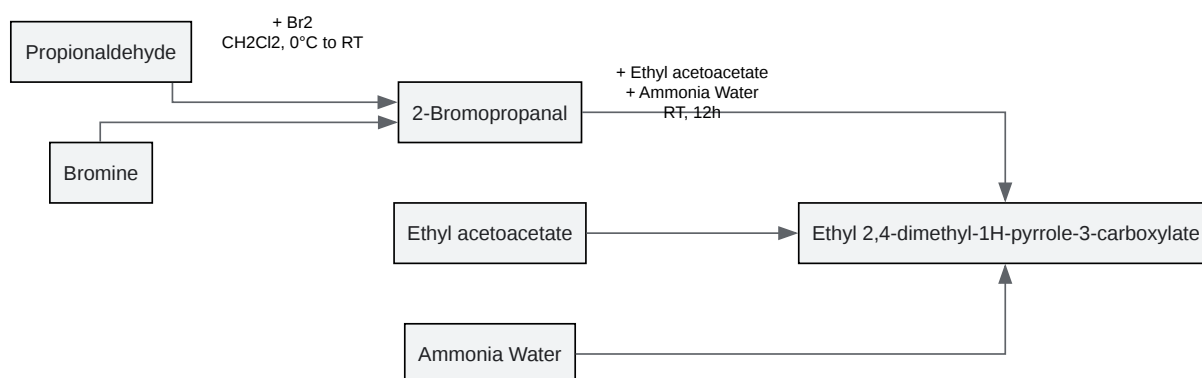 + Br2
CH2Cl2, 0°C to RT
Propionaldehyde
+ Ethyl acetoacetate
+ Ammonia Water
RT, 12h
2-Bromopropanal
Bromine
Ethyl acetoacetate
Ethyl 2,4-dimethyl-1H-pyrrole-3-carboxylate
Ammonia Water